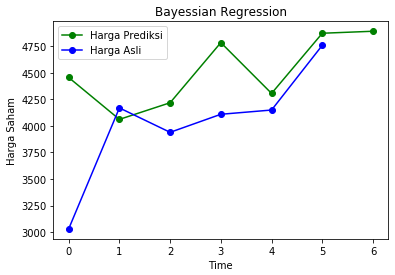 Bayessian Regression
Harga Prediksi
Harga Asli
Harga Saham
4750
4500
4250
4000
3750
3500
3250
3000
0 1 2 3 4 5 6
Time